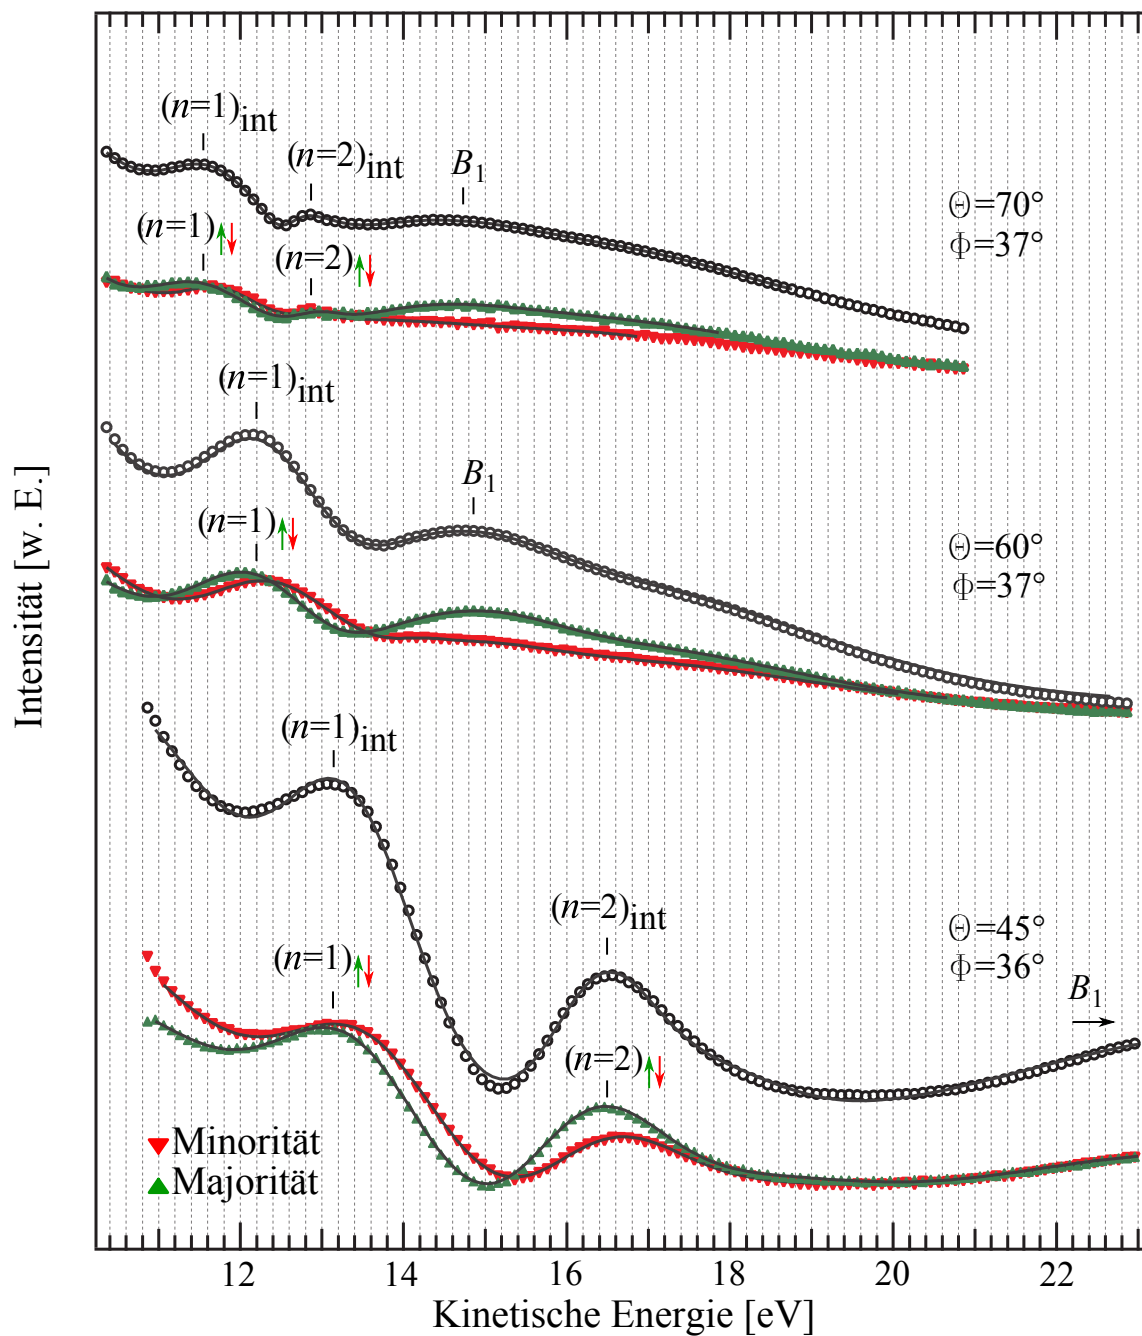 (n=1)int
(n=2)int
B1
Θ=70°
Φ=37°
(n=1)
(n=2)
(n=1)int
B1
Θ=60°
Φ=37°
(n=1)
(n=1)int
(n=2)int
Θ=45°
Φ=36°
B1
(n=1)
(n=2)
Minorität
Majorität
Intensität [w. E.]
12 14 16 18 20 22
Kinetische Energie [eV]